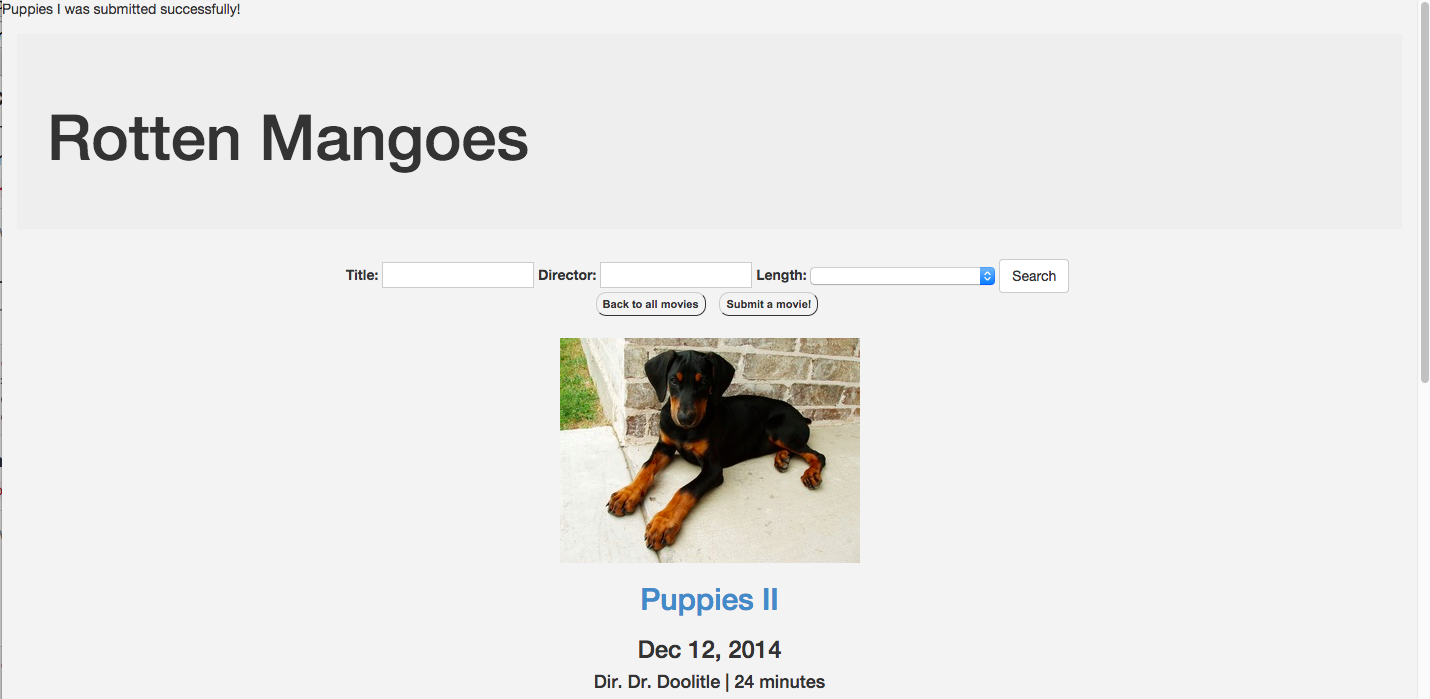 Puppies I was submitted successfully!
Rotten Mangoes
Title: Director: Length: Search
Back to all movies Submit a movie!
Puppies II
Dec 12, 2014
Dir. Dr. Doolitle | 24 minutes